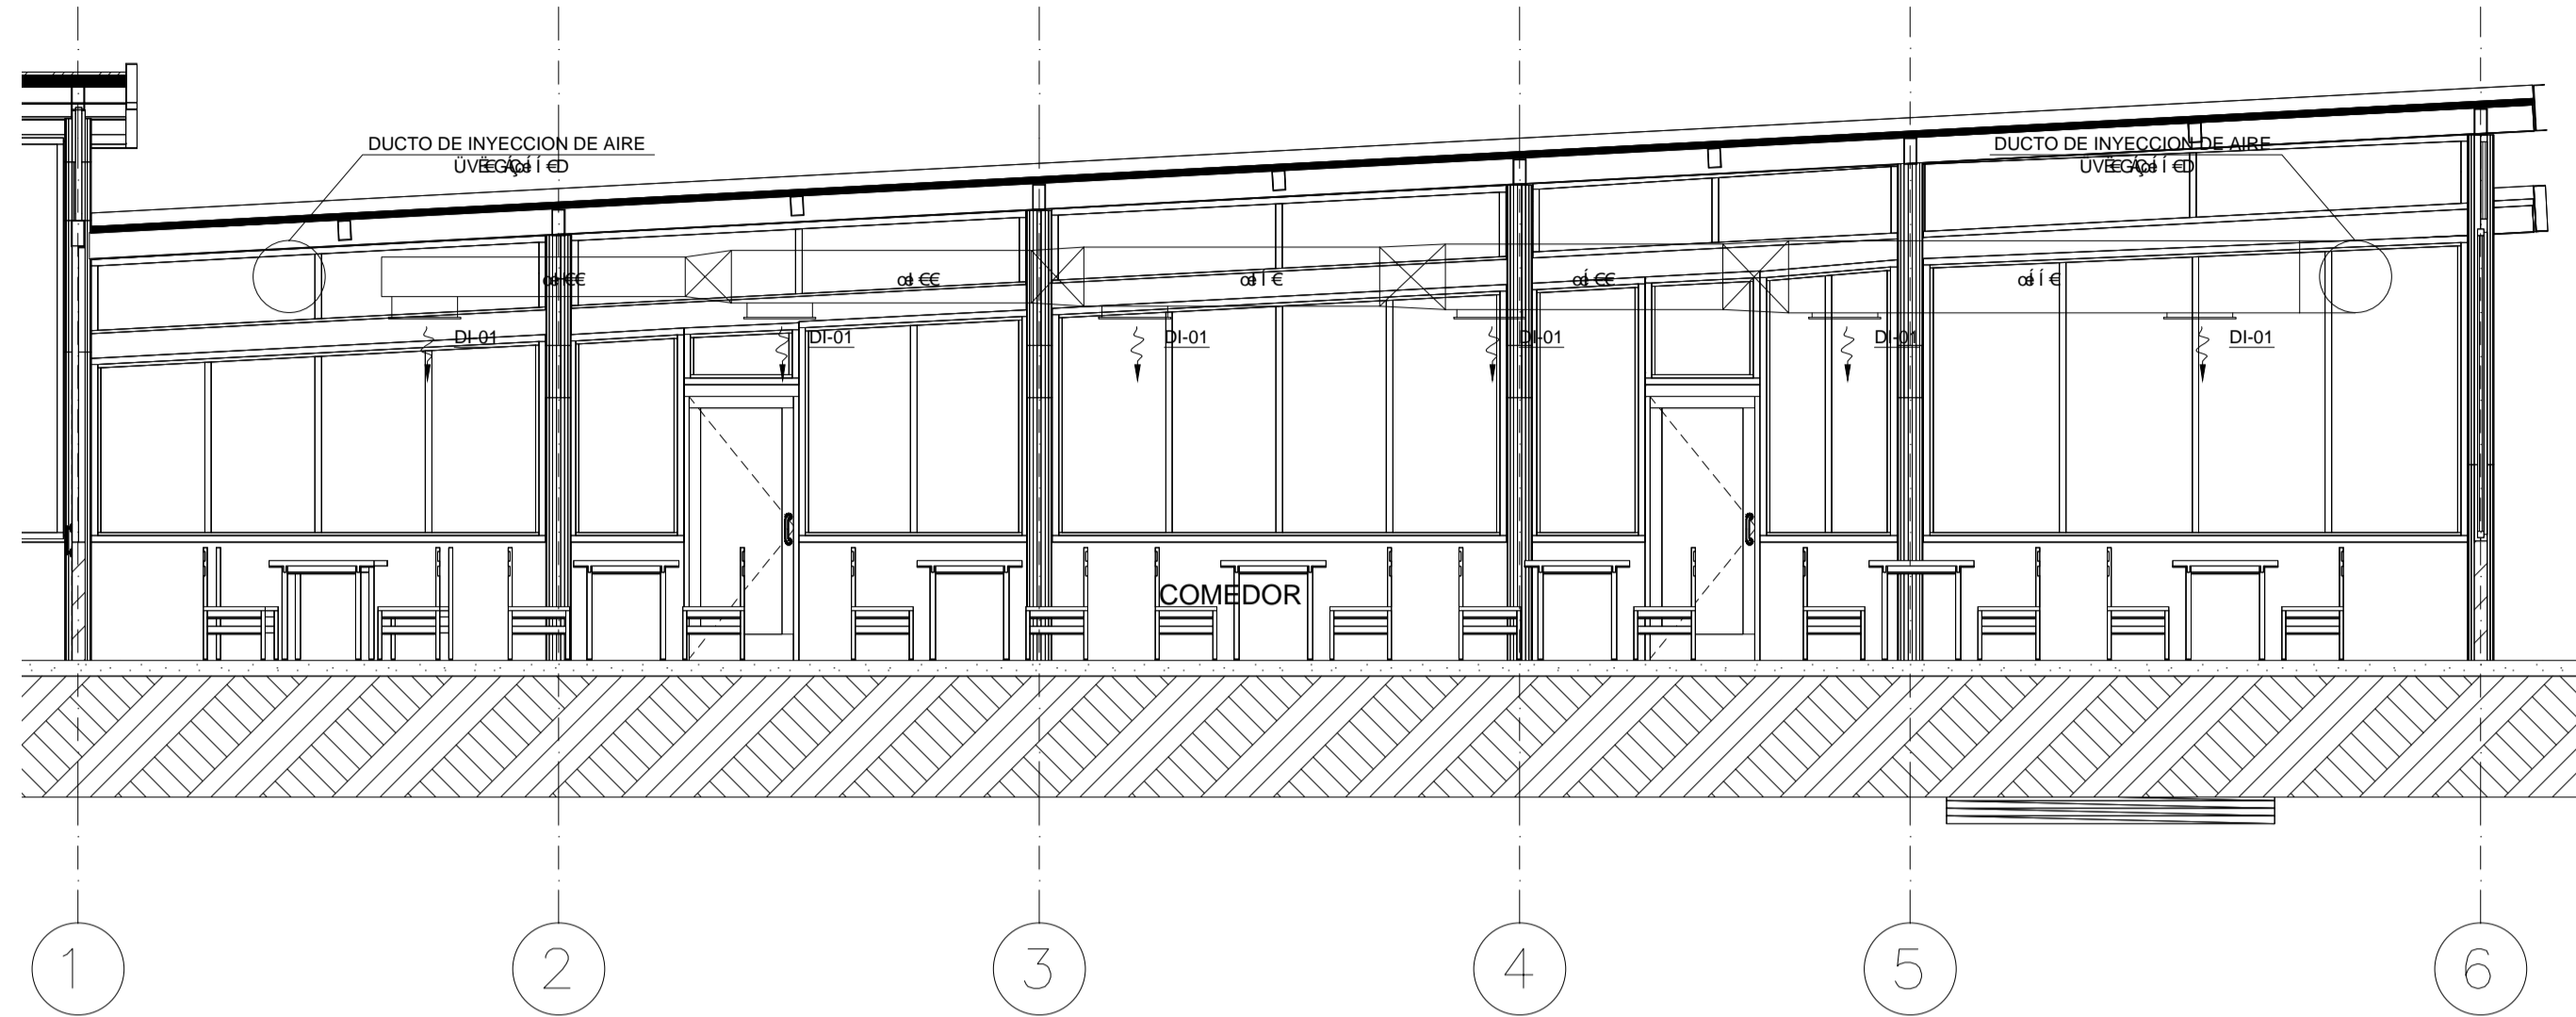 DUCTO DE INYECCION DE AIRE
DUCTO DE INYECCION DE AIRE
DI-01
DI-01
DI-01
DI-01
DI-01
DI-01
COMEDOR
1
2
3
4
5
6